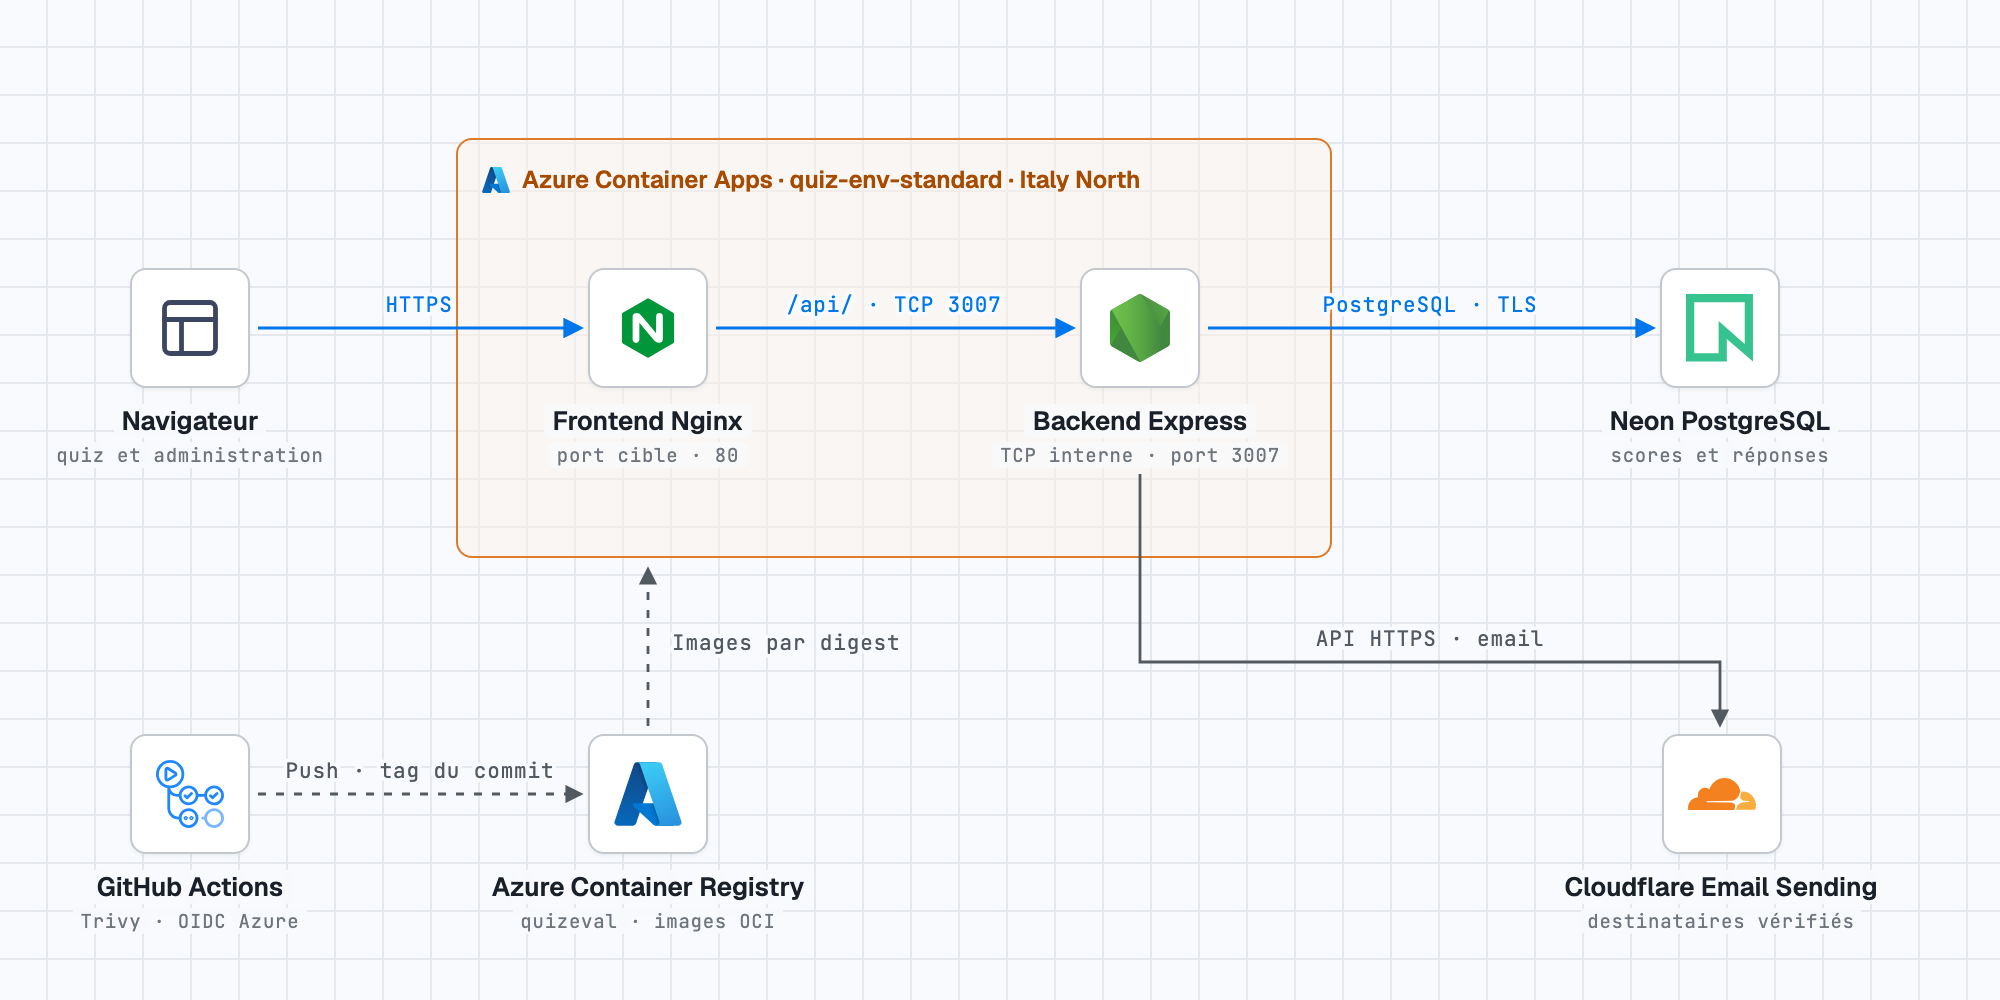 Azure Container Apps · quiz-env-standard · Italy North
HTTPS
/api/ · TCP 3007
PostgreSQL · TLS
Navigateur
quiz et administration
Frontend Nginx
port cible · 80
Backend Express
TCP interne · port 3007
Neon PostgreSQL
scores et réponses
Images par digest
API HTTPS · email
Push · tag du commit
GitHub Actions
Trivy · OIDC Azure
Azure Container Registry
quizeval · images OCI
Cloudflare Email Sending
destinataires vérifiés